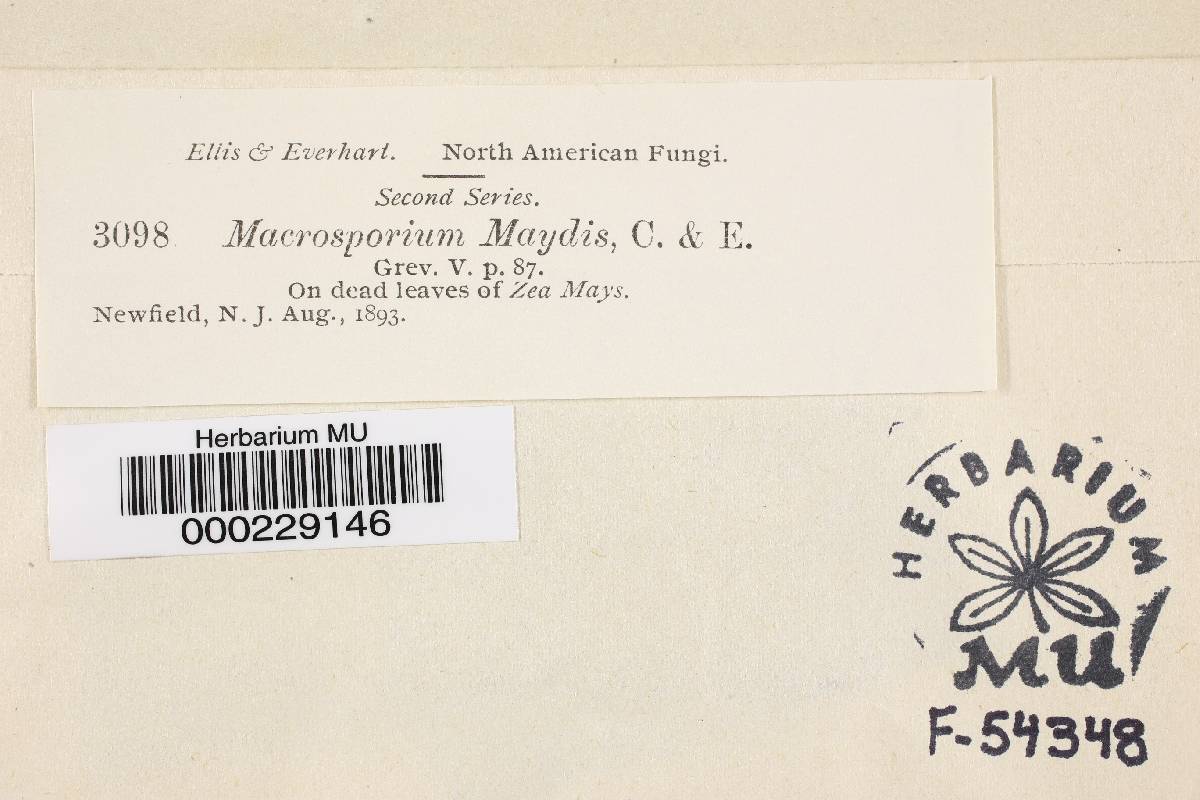 Ellis & Everhart. North American Fungi.
Second Series.
3098 Macrosporium Maydis, C. & E.
Grev. V. p. 87.
On dead leaves of Zea Mays.
Newfield, N. J. Aug., 1893.
Herbarium MU
000229146
HERBARIUM
MU
F-54348